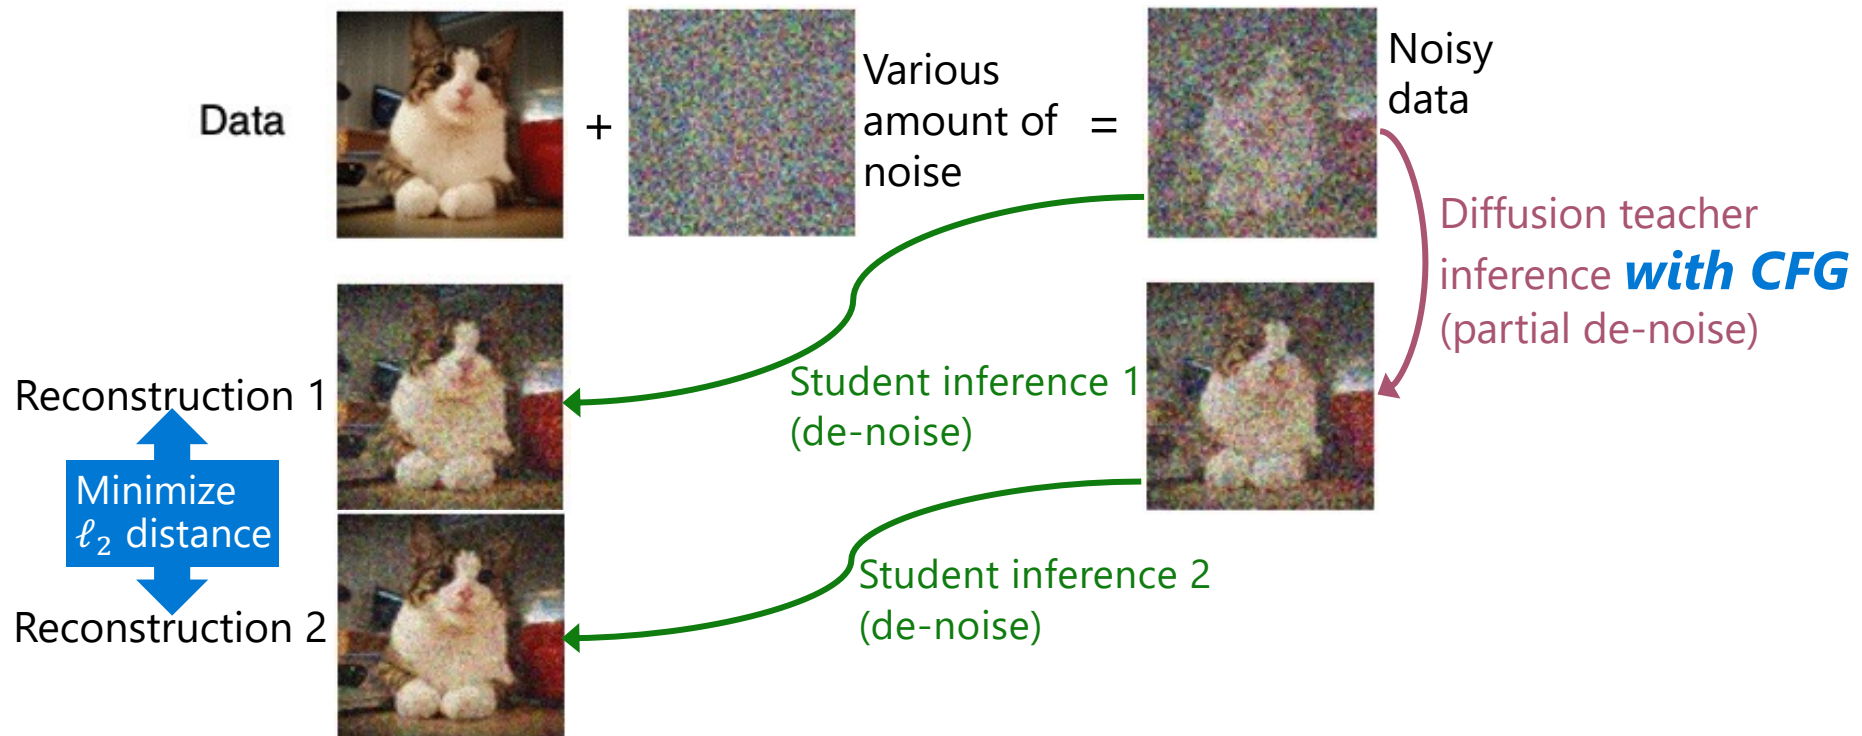 Data
+
Various
amount of
noise
=
Noisy
data
Diffusion teacher
inference with CFG
(partial de-noise)
Student inference 1
(de-noise)
Reconstruction 1
Minimize
ℓ₂ distance
Student inference 2
(de-noise)
Reconstruction 2